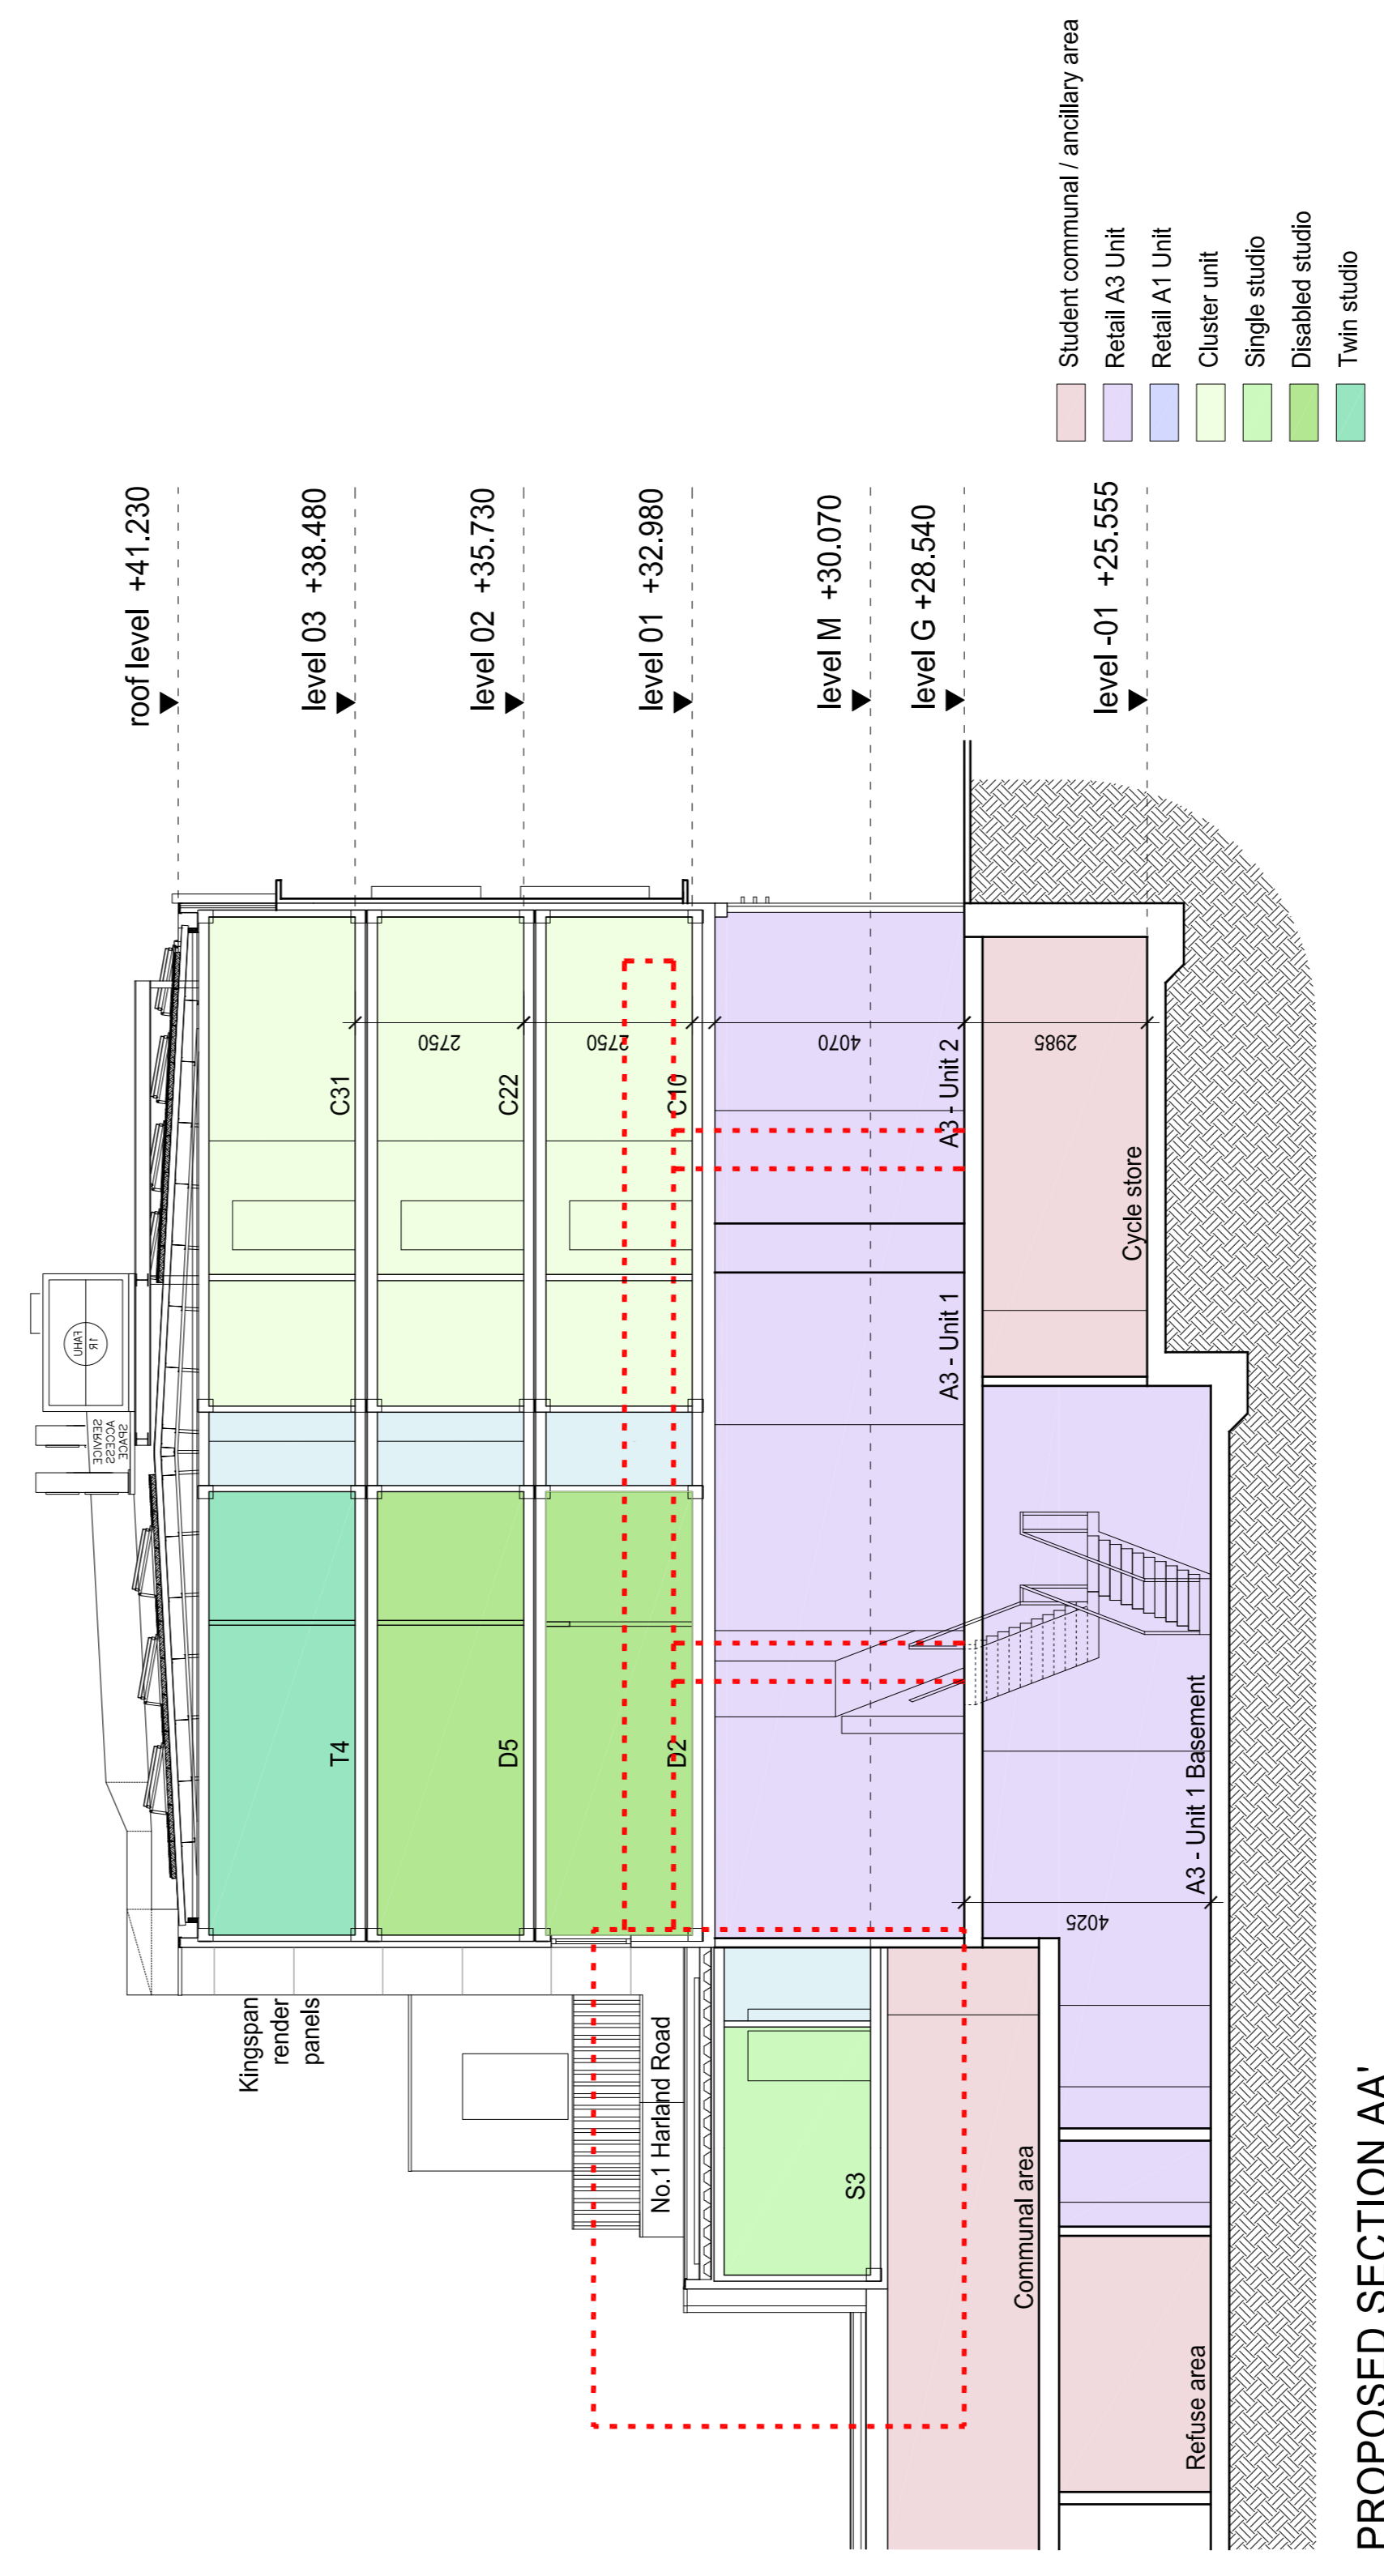 roof level +41.230
level 03 +38.480
level 02 +35.730
level 01 +32.980
level M +30.070
level G +28.540
level -01 +25.555
Student communal / ancillary area
Retail A3 Unit
Retail A1 Unit
Cluster unit
Single studio
Disabled studio
Twin studio
FAHU
1R
SERVICE
ACCESS
SPACE
Kingspan
render
panels
T4
C31
2750
D5
C22
2750
D2
C10
No.1 Harland Road
S3
4070
A3 - Unit 1
A3 - Unit 2
2985
Communal area
4025
Cycle store
Refuse area
A3 - Unit 1 Basement
PROPOSED SECTION AA'